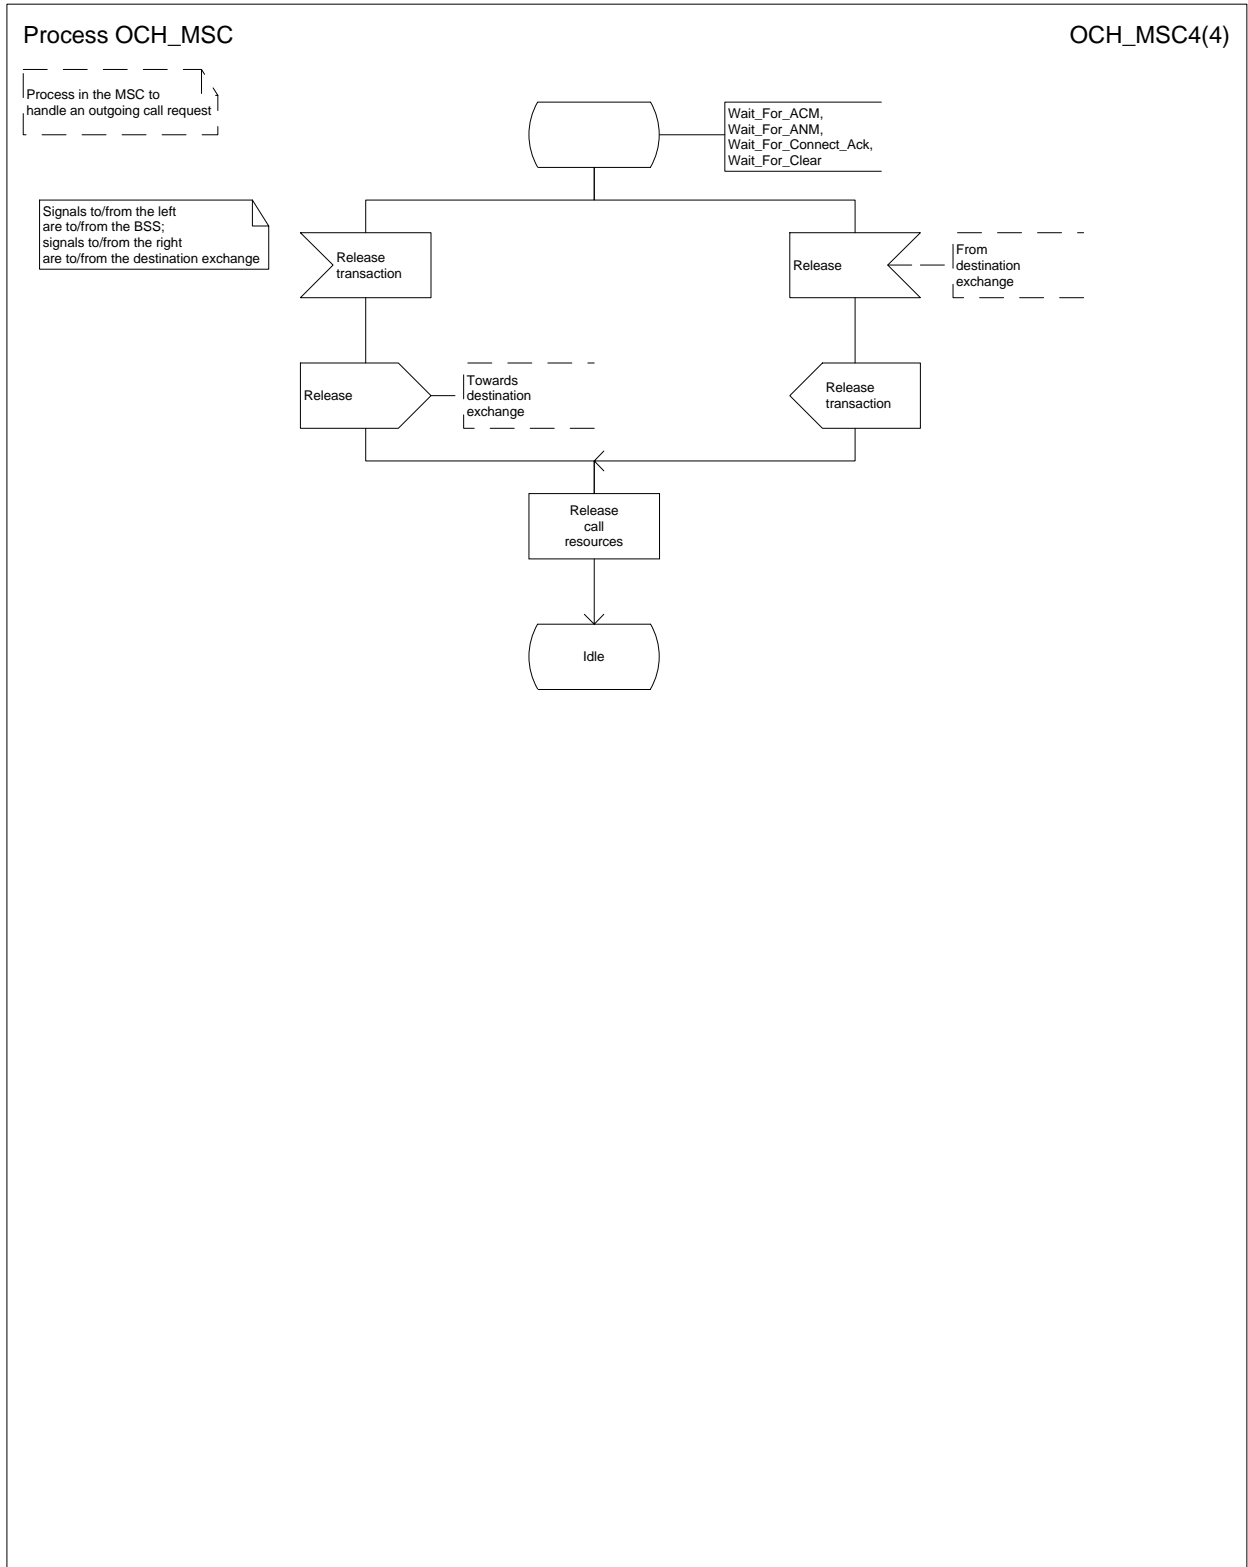 Process OCH_MSC
OCH_MSC4(4)
Process in the MSC to
handle an outgoing call request
Wait_For_ACM,
Wait_For_ANM,
Wait_For_Connect_Ack,
Wait_For_Clear
Signals to/from the left
are to/from the BSS;
signals to/from the right
are to/from the destination exchange
Release
transaction
Release
From
destination
exchange
Release
Towards
destination
exchange
Release
transaction
Release
call
resources
Idle